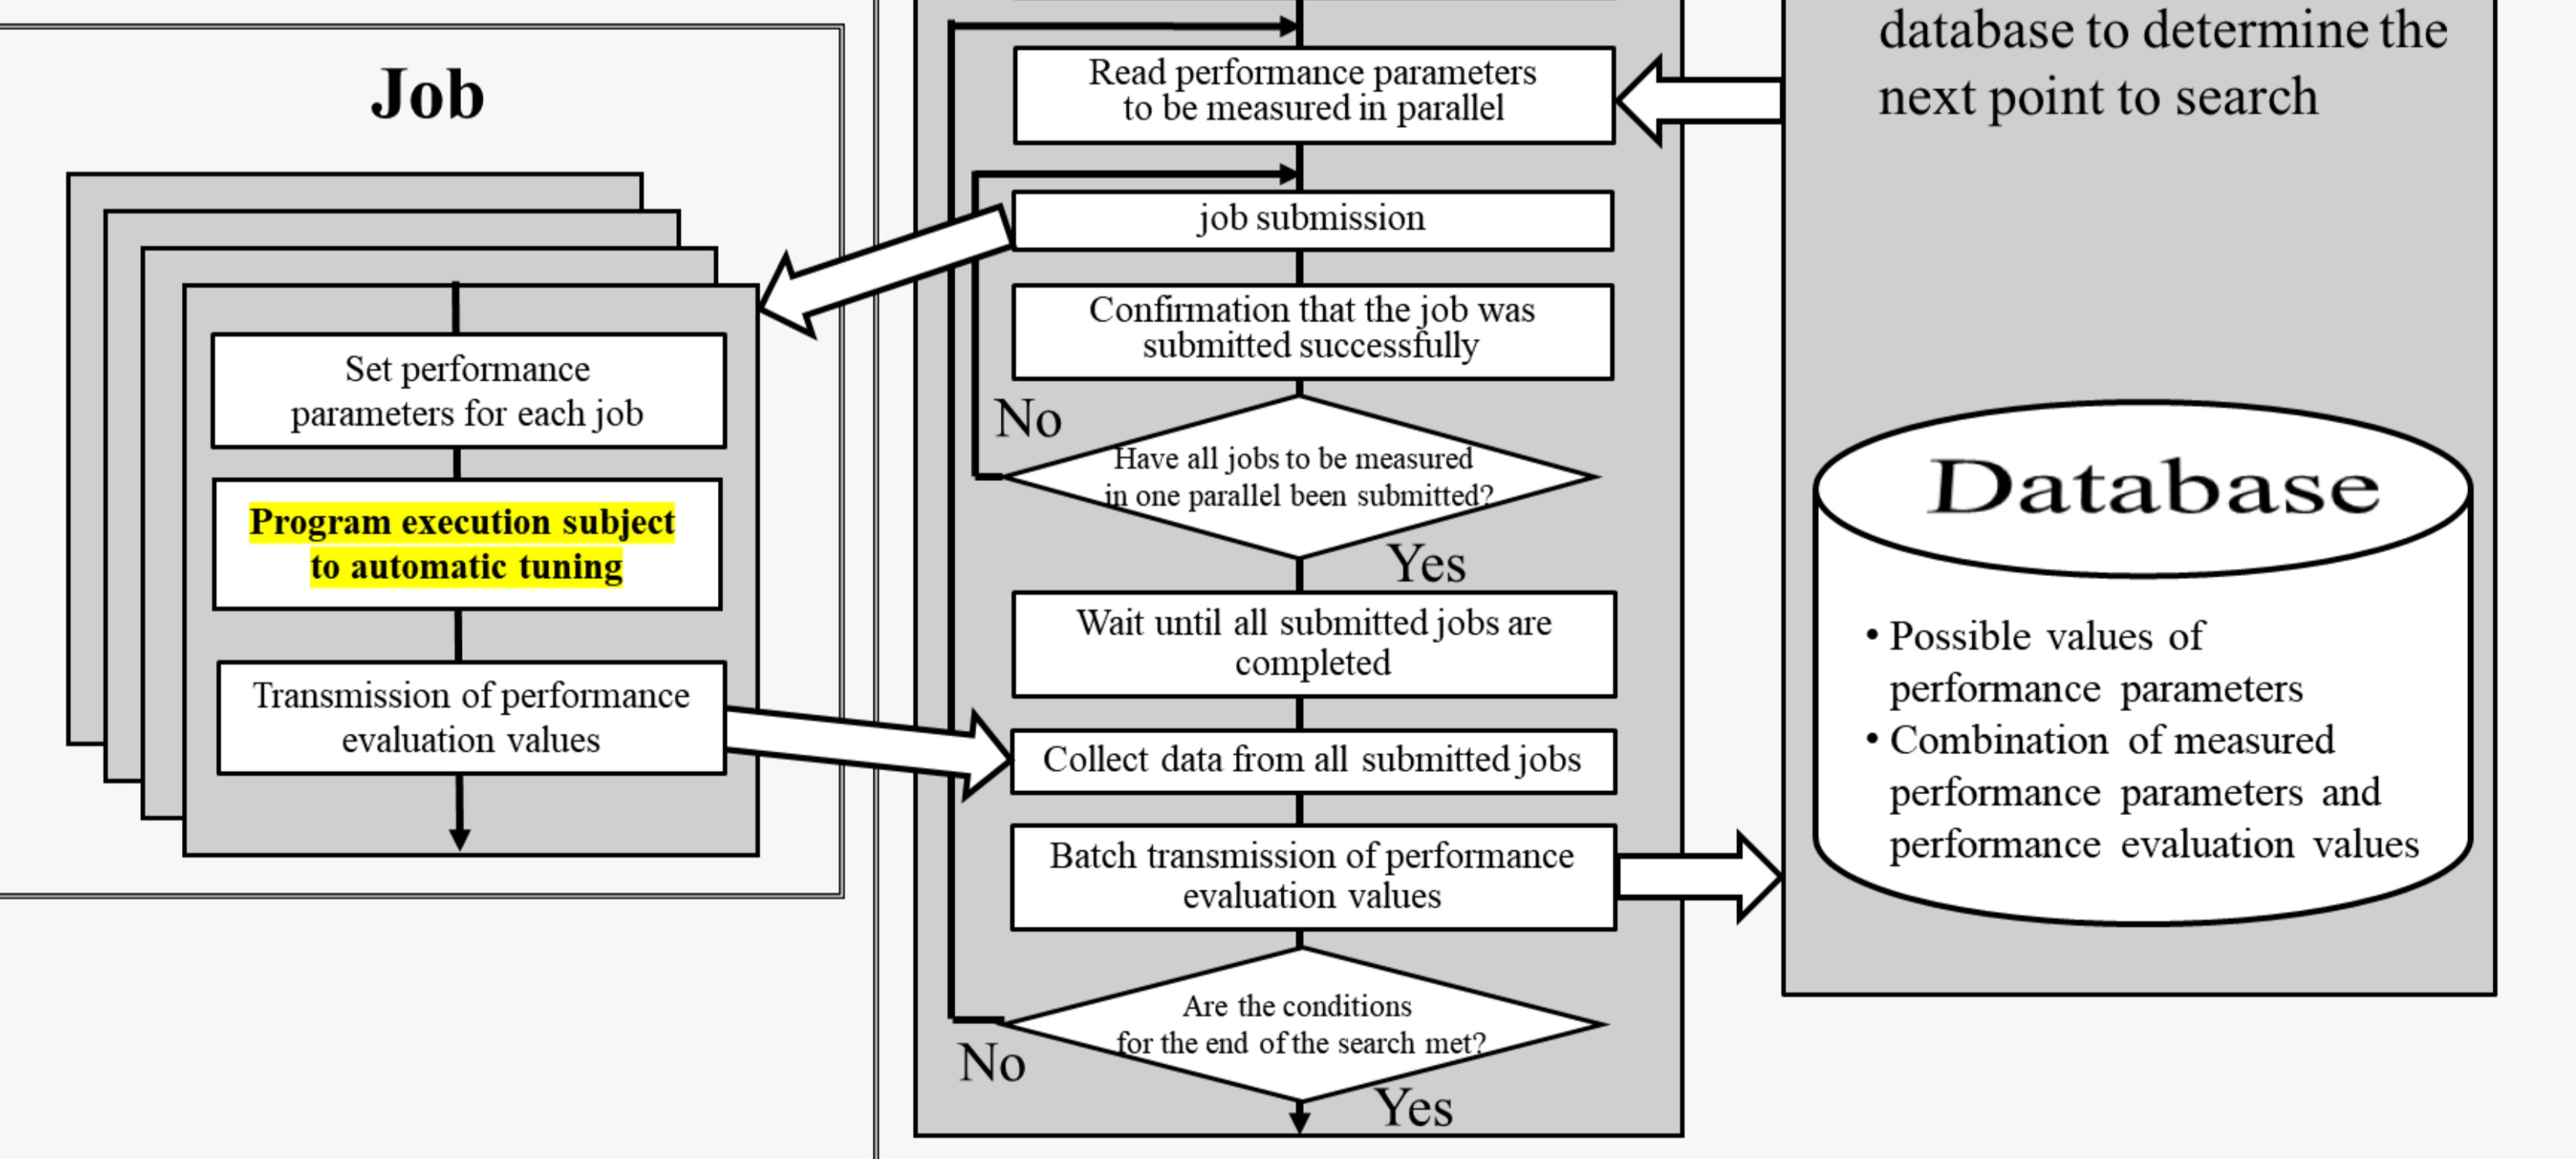 Job
Set performance
parameters for each job
Program execution subject
to automatic tuning
Transmission of performance
evaluation values
Read performance parameters
to be measured in parallel
job submission
Confirmation that the job was
submitted successfully
No
Have all jobs to be measured
in one parallel been submitted?
Yes
Wait until all submitted jobs are
completed
Collect data from all submitted jobs
Batch transmission of performance
evaluation values
Are the conditions
for the end of the search met?
No
Yes
database to determine the
next point to search
Database
• Possible values of
performance parameters
• Combination of measured
performance parameters and
performance evaluation values